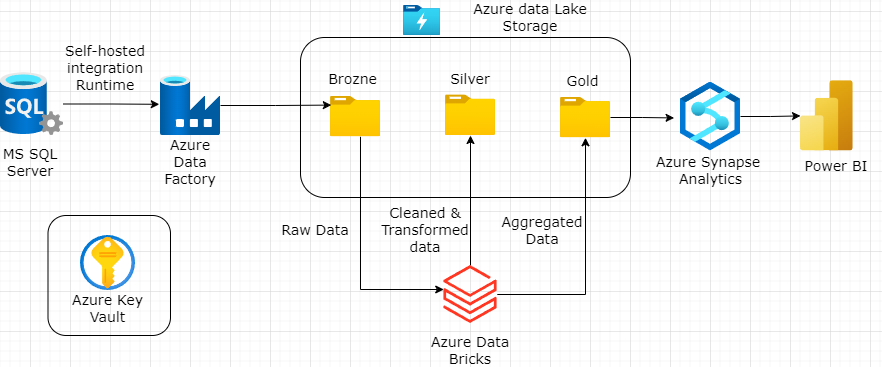 Azure data Lake
Storage
Self-hosted
integration
Runtime
Brozne
Silver
Gold
SQL
MS SQL
Server
Azure
Data
Factory
Azure Synapse
Analytics
Power BI
Raw Data
Cleaned &
Transformed
data
Aggregated
Data
Azure Key
Vault
Azure Data
Bricks